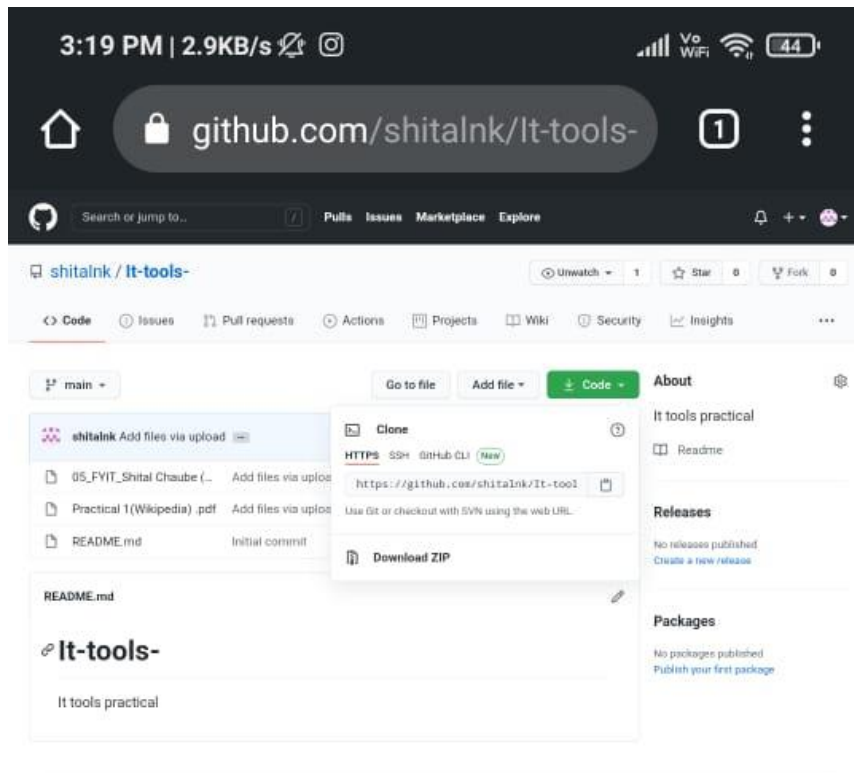 3:19 PM | 2.9KB/s
Vo WiFi 44
github.com/shitalnk/It-tools-
1
Search or jump to... /
Pulls Issues Marketplace Explore
shitalnk / It-tools-
Unwatch 1 Star 0 Fork 0
Code Issues Pull requests Actions Projects Wiki Security Insights
main Go to file Add file Code
shitalnk Add files via upload
05_FYIT_Shital Chaube (... Add files via uploa
Practical 1(Wikipedia) .pdf Add files via uploa
README.md Initial commit
Clone
HTTPS SSH GitHub CLI New
https://github.com/shitalnk/It-tool
Use Git or checkout with SVN using the web URL.
Download ZIP
README.md
It-tools-
It tools practical
About
It tools practical
Readme
Releases
No releases published
Create a new release
Packages
No packages published
Publish your first package